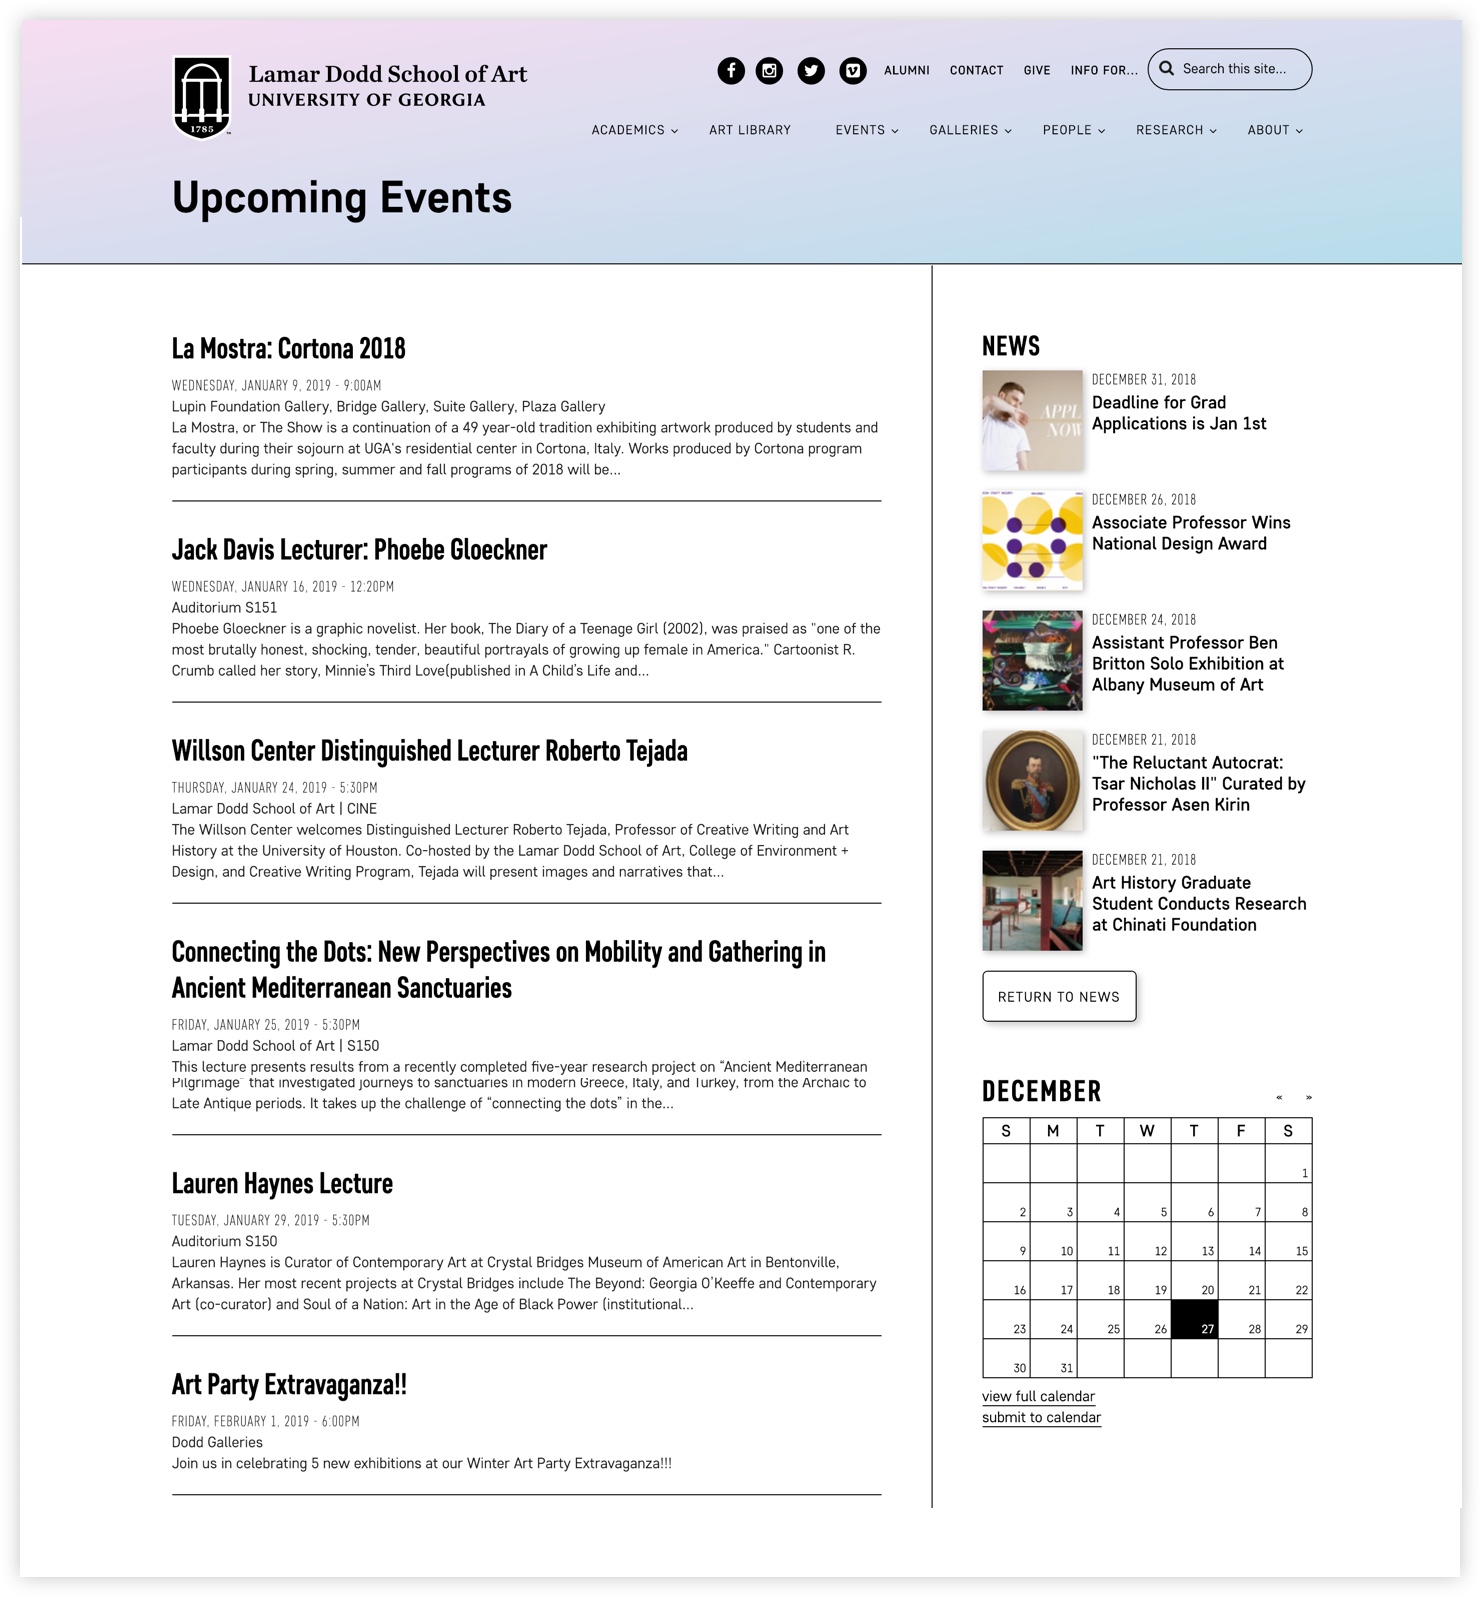 Lamar Dodd School of Art
UNIVERSITY OF GEORGIA
1785
ALUMNI CONTACT GIVE INFO FOR... Search this site...
ACADEMICS ART LIBRARY EVENTS GALLERIES PEOPLE RESEARCH ABOUT
Upcoming Events
La Mostra: Cortona 2018
WEDNESDAY, JANUARY 9, 2019 - 9:00AM
Lupin Foundation Gallery, Bridge Gallery, Suite Gallery, Plaza Gallery
La Mostra, or The Show is a continuation of a 49 year-old tradition exhibiting artwork produced by students and
faculty during their sojourn at UGA's residential center in Cortona, Italy. Works produced by Cortona program
participants during spring, summer and fall programs of 2018 will be...
Jack Davis Lecturer: Phoebe Gloeckner
WEDNESDAY, JANUARY 16, 2019 - 12:20PM
Auditorium S151
Phoebe Gloeckner is a graphic novelist. Her book, The Diary of a Teenage Girl (2002), was praised as "one of the
most brutally honest, shocking, tender, beautiful portrayals of growing up female in America." Cartoonist R.
Crumb called her story, Minnie's Third Love(published in A Child's Life and...
Willson Center Distinguished Lecturer Roberto Tejada
THURSDAY, JANUARY 24, 2019 - 5:30PM
Lamar Dodd School of Art | CINE
The Willson Center welcomes Distinguished Lecturer Roberto Tejada, Professor of Creative Writing and Art
History at the University of Houston. Co-hosted by the Lamar Dodd School of Art, College of Environment +
Design, and Creative Writing Program, Tejada will present images and narratives that...
Connecting the Dots: New Perspectives on Mobility and Gathering in
Ancient Mediterranean Sanctuaries
FRIDAY, JANUARY 25, 2019 - 5:30PM
Lamar Dodd School of Art | S150
This lecture presents results from a recently completed five-year research project on “Ancient Mediterranean
Pilgrimage” that investigated journeys to sanctuaries in modern Greece, Italy, and Turkey, from the Archaic to
Late Antique periods. It takes up the challenge of “connecting the dots” in the...
Lauren Haynes Lecture
TUESDAY, JANUARY 29, 2019 - 5:30PM
Auditorium S150
Lauren Haynes is Curator of Contemporary Art at Crystal Bridges Museum of American Art in Bentonville,
Arkansas. Her most recent projects at Crystal Bridges include The Beyond: Georgia O'Keeffe and Contemporary
Art (co-curator) and Soul of a Nation: Art in the Age of Black Power (institutional...
Art Party Extravaganza!!
FRIDAY, FEBRUARY 1, 2019 - 6:00PM
Dodd Galleries
Join us in celebrating 5 new exhibitions at our Winter Art Party Extravaganza!!!
NEWS
APPL
NOW
DECEMBER 31, 2018
Deadline for Grad
Applications is Jan 1st
DECEMBER 26, 2018
Associate Professor Wins
National Design Award
DECEMBER 24, 2018
Assistant Professor Ben
Britton Solo Exhibition at
Albany Museum of Art
DECEMBER 21, 2018
"The Reluctant Autocrat:
Tsar Nicholas II" Curated by
Professor Asen Kirin
DECEMBER 21, 2018
Art History Graduate
Student Conducts Research
at Chinati Foundation
RETURN TO NEWS
DECEMBER « »
S M T W T F S
1
2 3 4 5 6 7 8
9 10 11 12 13 14 15
16 17 18 19 20 21 22
23 24 25 26 27 28 29
30 31
view full calendar
submit to calendar